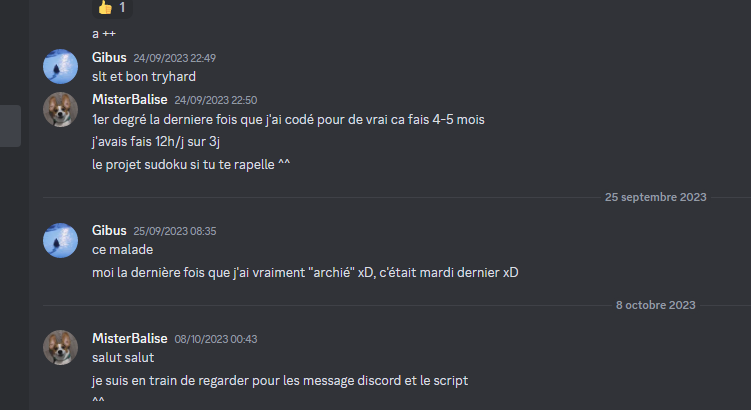 1
a ++
Gibus 24/09/2023 22:49
slt et bon tryhard
MisterBalise 24/09/2023 22:50
1er degré la derniere fois que j'ai codé pour de vrai ca fais 4-5 mois
j'avais fais 12h/j sur 3j
le projet sudoku si tu te rapelle ^^
25 septembre 2023
Gibus 25/09/2023 08:35
ce malade
moi la dernière fois que j'ai vraiment "archié" xD, c'était mardi dernier xD
8 octobre 2023
MisterBalise 08/10/2023 00:43
salut salut
je suis en train de regarder pour les message discord et le script
^^